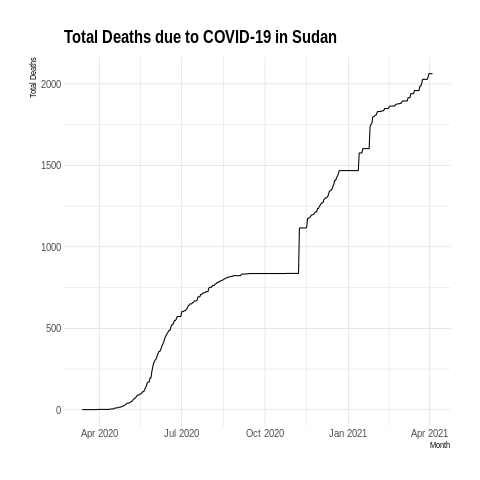 Total Deaths due to COVID-19 in Sudan
Total Deaths
2000
1500
1000
500
0
Apr 2020
Jul 2020
Oct 2020
Jan 2021
Apr 2021
Month